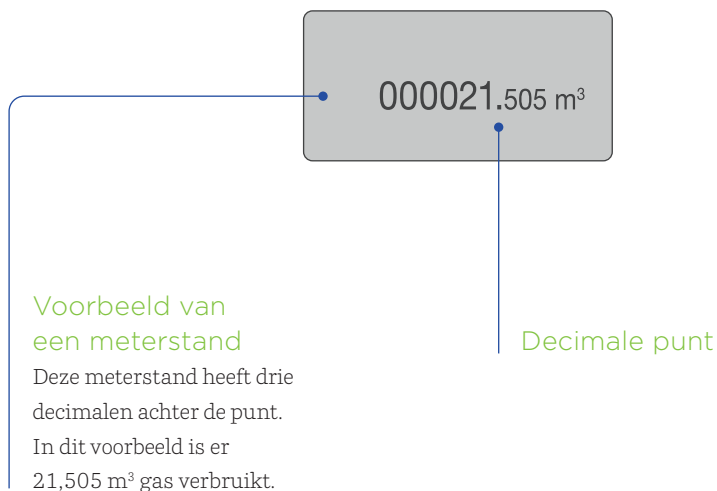 000021.505 m³
Voorbeeld van
een meterstand
Deze meterstand heeft drie
decimalen achter de punt.
In dit voorbeeld is er
21,505 m³ gas verbruikt.
Decimale punt